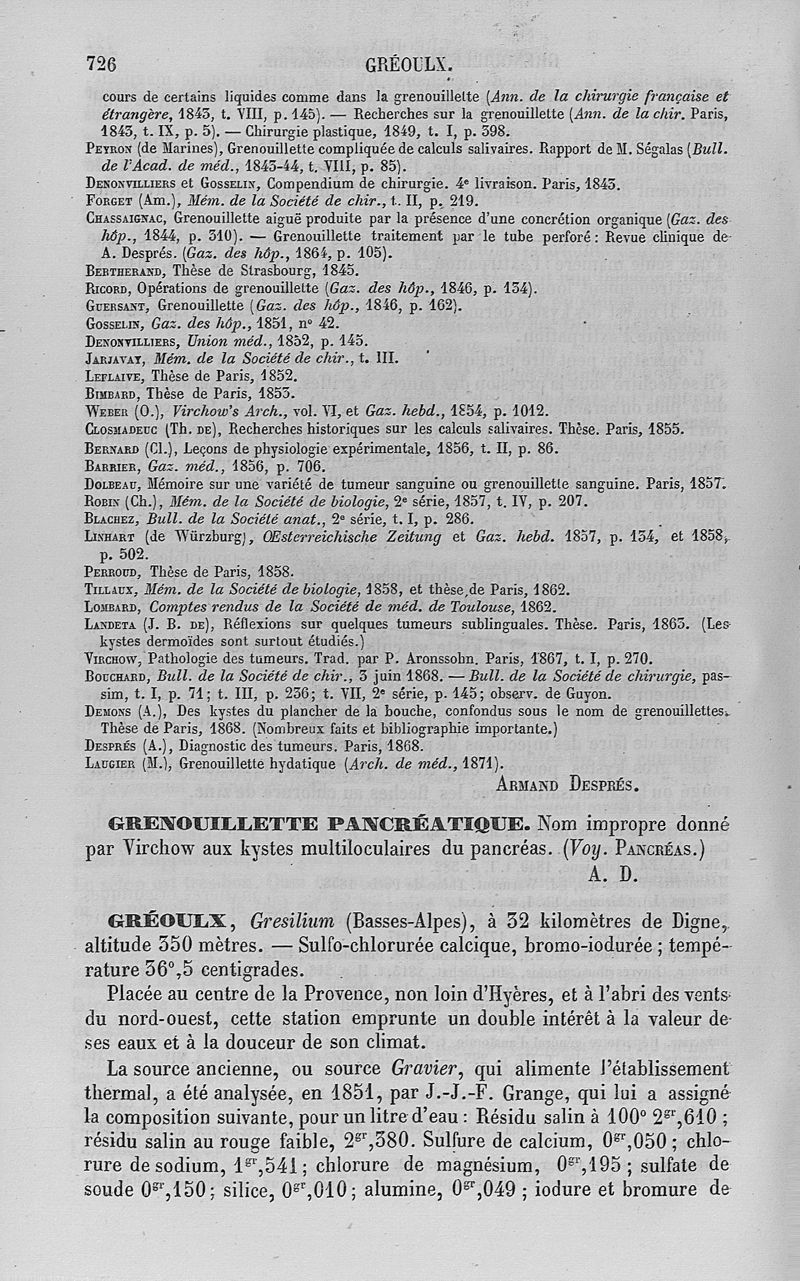 726 GRÉOULX.
cours de certains liquides comme dans la grenouillette (Ann. de la chirurgie française et
étrangère, 1843, t. VIII, p. 145). — Recherches sur la grenouillette (Ann. de la chir. Paris,
1843, t. IX, p. 5). — Chirurgie plastique, 1849, t. I, p. 398.
PEYRON (de Marines), Grenouillette compliquée de calculs salivaires. Rapport de M. Ségalas (Bull.
de l'Acad. de méd., 1843-44, t. VIII, p. 85).
DENONVILLIERS et GOSSELIN, Compendium de chirurgie. 4e livraison. Paris, 1843.
FORGET (Am.), Mém. de la Société de chir., t. II, p. 219.
CHASSAIGNAC, Grenouillette aiguë produite par la présence d'une concrétion organique (Gaz. des
hôp., 1844, p. 310). — Grenouillette traitement par le tube perforé : Revue clinique de
A. Després. (Gaz. des hôp., 1864, p. 105).
BERTHERAND, Thèse de Strasbourg, 1845.
RICORD, Opérations de grenouillette (Gaz. des hôp., 1846, p. 134).
GUERSANT, Grenouillette (Gaz. des hôp., 1846, p. 162).
GOSSELIN, Gaz. des hôp., 1851, n° 42.
DENONVILLIERS, Union méd., 1852, p. 145.
JARJAVAY, Mém. de la Société de chir., t. III.
LEFLAIVE, Thèse de Paris, 1852.
BIMBARD, Thèse de Paris, 1853.
WEBER (O.), Virchow's Arch., vol. VI, et Gaz. hebd., 1854, p. 1012.
CLOSMADEUC (Th. DE), Recherches historiques sur les calculs salivaires. Thèse. Paris, 1855.
BERNARD (Cl.), Leçons de physiologie expérimentale, 1856, t. II, p. 86.
BARRIER, Gaz. méd., 1856, p. 706.
DOLBEAU, Mémoire sur une variété de tumeur sanguine ou grenouillette sanguine. Paris, 1857.
ROBIN (Ch.), Mém. de la Société de biologie, 2e série, 1857, t. IV, p. 207.
BLACHEZ, Bull. de la Société anat., 2e série, t. I, p. 286.
LINHART (de Würzburg), Œsterreichische Zeitung et Gaz. hebd. 1857, p. 134, et 1858,
p. 502.
PERROUD, Thèse de Paris, 1858.
TILLAUX, Mém. de la Société de biologie, 1858, et thèse de Paris, 1862.
LOMBARD, Comptes rendus de la Société de méd. de Toulouse, 1862.
LANDETA (J. B. DE), Réflexions sur quelques tumeurs sublinguales. Thèse. Paris, 1863. (Les
kystes dermoïdes sont surtout étudiés.)
VIRCHOW, Pathologie des tumeurs. Trad. par P. Aronssohn. Paris, 1867, t. I, p. 270.
BOUCHARD, Bull. de la Société de chir., 3 juin 1868. — Bull. de la Société de chirurgie, pas-
sim, t. I, p. 71; t. III, p. 236; t. VII, 2e série, p. 145; observ. de Guyon.
DEMONS (A.), Des kystes du plancher de la bouche, confondus sous le nom de grenouillettes.
Thèse de Paris, 1868. (Nombreux faits et bibliographie importante.)
DESPRÉS (A.), Diagnostic des tumeurs. Paris, 1868.
LAUGIER (M.), Grenouillette hydatique (Arch. de méd., 1871).
ARMAND DESPRÉS.
GRENOUILLETTE PANCRÉATIQUE. Nom impropre donné
par Virchow aux kystes multiloculaires du pancréas. (Voy. PANCRÉAS.)
A. D.
GRÉOULX, Gresilium (Basses-Alpes), à 32 kilomètres de Digne,
altitude 350 mètres. — Sulfo-chlorurée calcique, bromo-iodurée ; tempé-
rature 36°,5 centigrades.
Placée au centre de la Provence, non loin d'Hyères, et à l'abri des vents
du nord-ouest, cette station emprunte un double intérêt à la valeur de
ses eaux et à la douceur de son climat.
La source ancienne, ou source Gravier, qui alimente l'établissement
thermal, a été analysée, en 1851, par J.-J.-F. Grange, qui lui a assigné
la composition suivante, pour un litre d'eau : Résidu salin à 100° 2gr,610 ;
résidu salin au rouge faible, 2gr,380. Sulfure de calcium, 0gr,050 ; chlo-
rure de sodium, 1gr,541 ; chlorure de magnésium, 0gr,195 ; sulfate de
soude 0gr,150 ; silice, 0gr,010 ; alumine, 0gr,049 ; iodure et bromure de